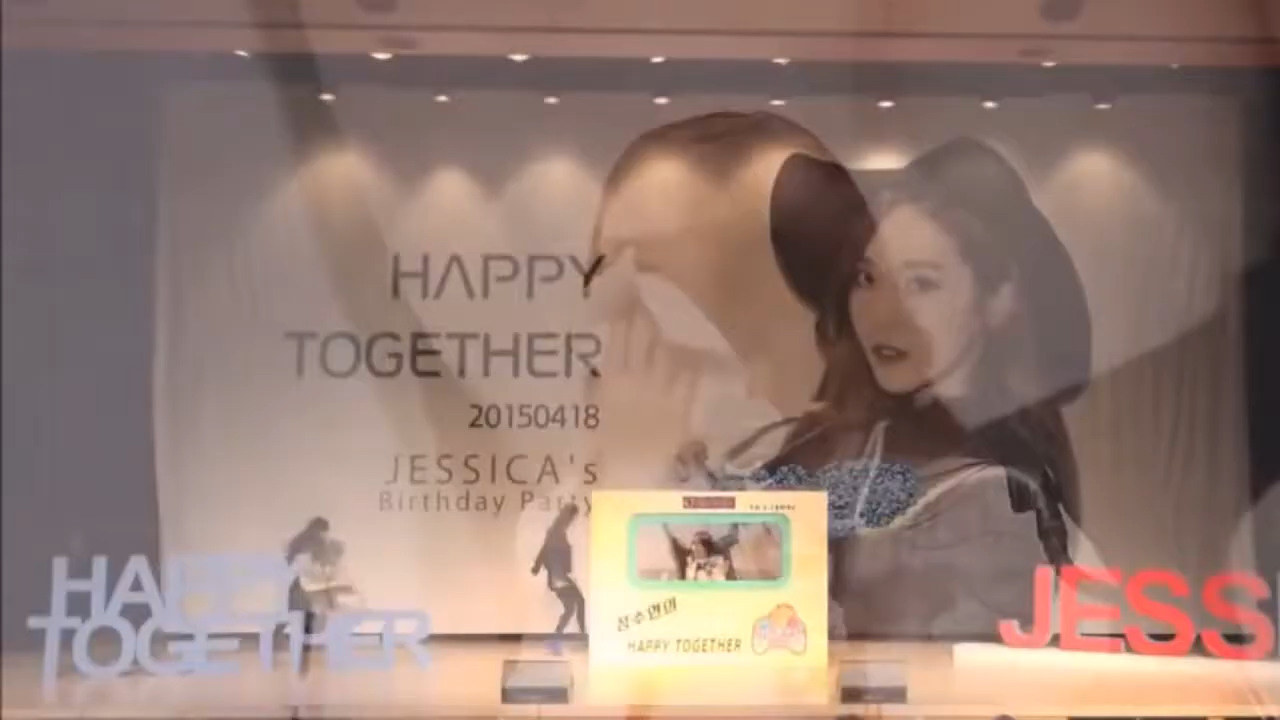 HAPPY
TOGETHER
20150418
JESSICA's
Birthday Party
HAPPY
TOGETHER
HAPPY TOGETHER
JESS